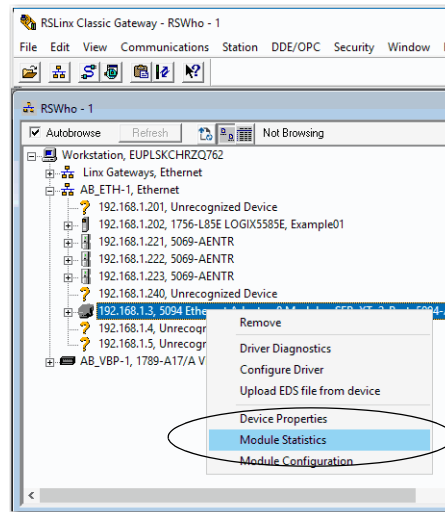 RSLinx Classic Gateway - RSWho - 1
File Edit View Communications Station DDE/OPC Security Window
RSWho - 1
Autobrowse Refresh Not Browsing
Workstation, EUPLSKCHRZQ762
Linx Gateways, Ethernet
AB_ETH-1, Ethernet
192.168.1.201, Unrecognized Device
192.168.1.202, 1756-L85E LOGIX5585E, Example01
192.168.1.221, 5069-AENTR
192.168.1.222, 5069-AENTR
192.168.1.223, 5069-AENTR
192.168.1.240, Unrecognized Device
192.168.1.3, 5094
192.168.1.4, Unrecogr
Remove
192.168.1.5, Unrecogr
AB_VBP-1, 1789-A17/A V
Driver Diagnostics
Configure Driver
Upload EDS file from device
Device Properties
Module Statistics
Module Configuration